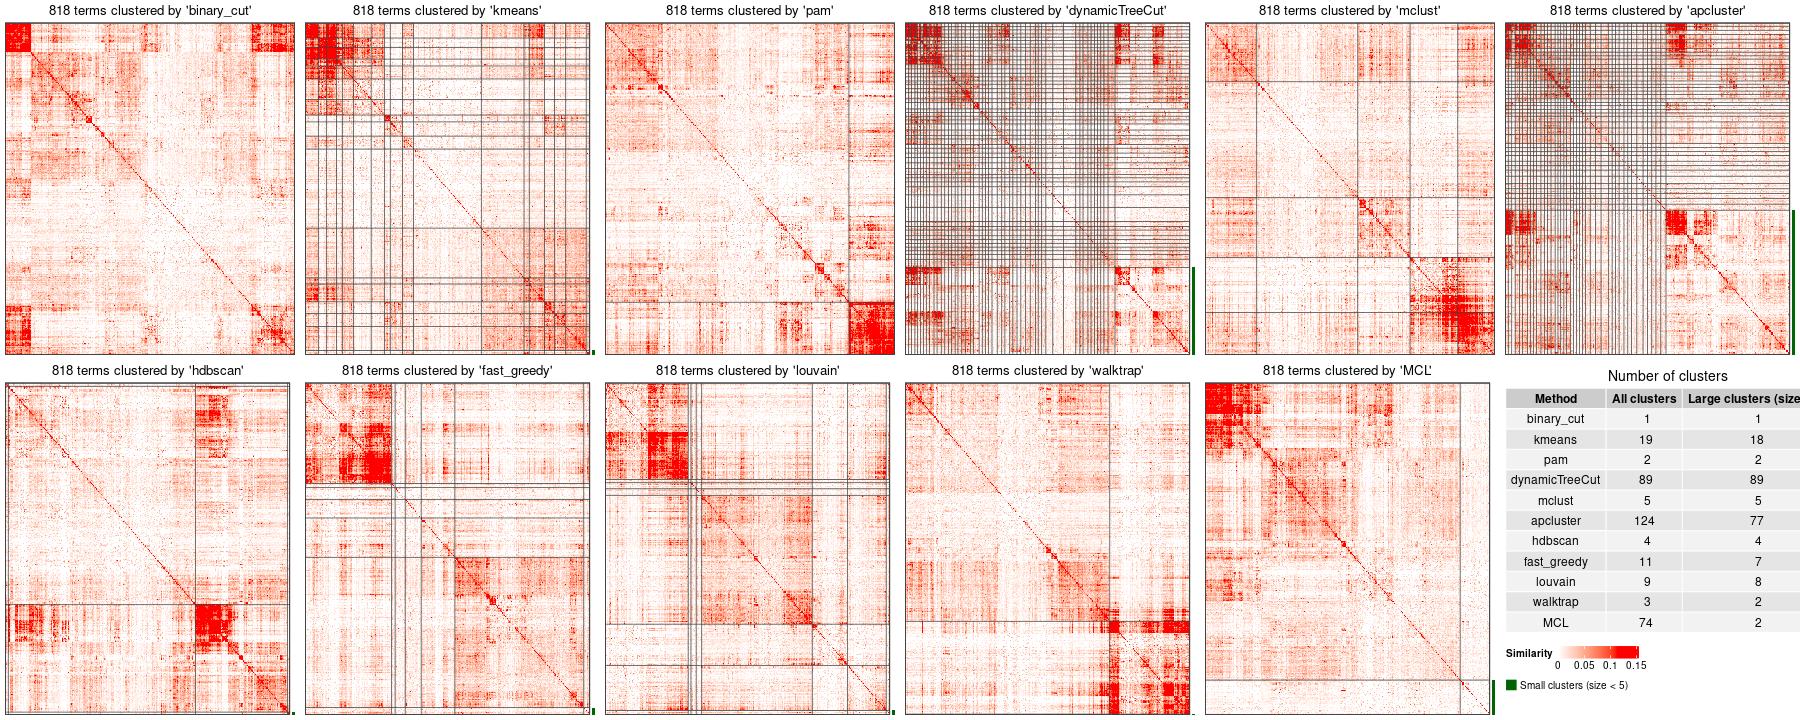 818 terms clustered by 'binary_cut'
818 terms clustered by 'kmeans'
818 terms clustered by 'pam'
818 terms clustered by 'dynamicTreeCut'
818 terms clustered by 'mclust'
818 terms clustered by 'apcluster'
818 terms clustered by 'hdbscan'
818 terms clustered by 'fast_greedy'
818 terms clustered by 'louvain'
818 terms clustered by 'walktrap'
818 terms clustered by 'MCL'
Number of clusters
Method All clusters Large clusters (size
binary_cut 1 1
kmeans 19 18
pam 2 2
dynamicTreeCut 89 89
mclust 5 5
apcluster 124 77
hdbscan 4 4
fast_greedy 11 7
louvain 9 8
walktrap 3 2
MCL 74 2
Similarity
0 0.05 0.1 0.15
Small clusters (size < 5)